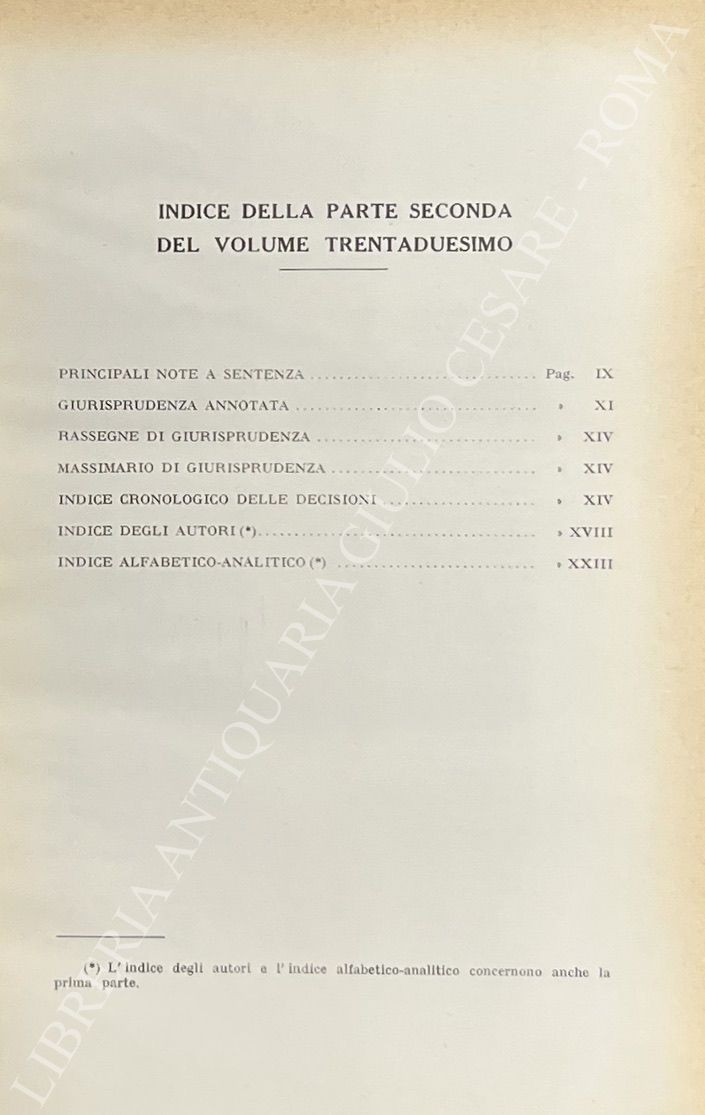 INDICE DELLA PARTE SECONDA
DEL VOLUME TRENTADUESIMO
PRINCIPALI NOTE A SENTENZA .......................... Pag. IX
GIURISPRUDENZA ANNOTATA .......................... » XI
RASSEGNE DI GIURISPRUDENZA .......................... » XIV
MASSIMARIO DI GIURISPRUDENZA .......................... » XIV
INDICE CRONOLOGICO DELLE DECISIONI .................... » XIV
INDICE DEGLI AUTORI (*).................................. » XVIII
INDICE ALFABETICO-ANALITICO (*) ........................ » XXIII
(*) L'indice degli autori e l'indice alfabetico-analitico concernono anche la
prima parte.
LIBRERIA ANTIQUARIA GIULIO CESARE - ROMA